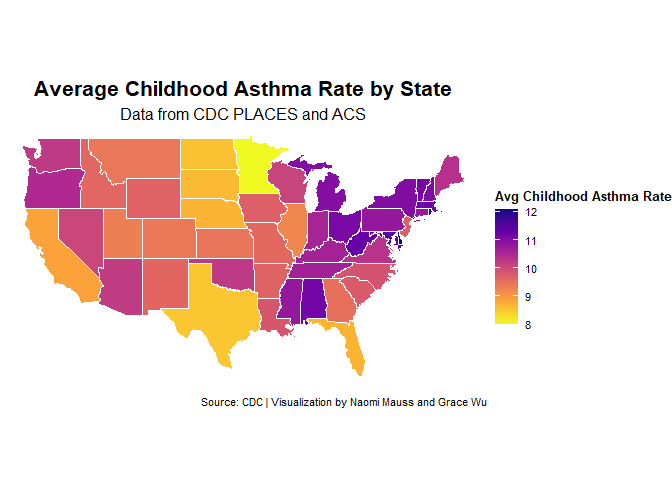 Average Childhood Asthma Rate by State
Data from CDC PLACES and ACS
Avg Childhood Asthma Rate
12
11
10
9
8
Source: CDC | Visualization by Naomi Mauss and Grace Wu